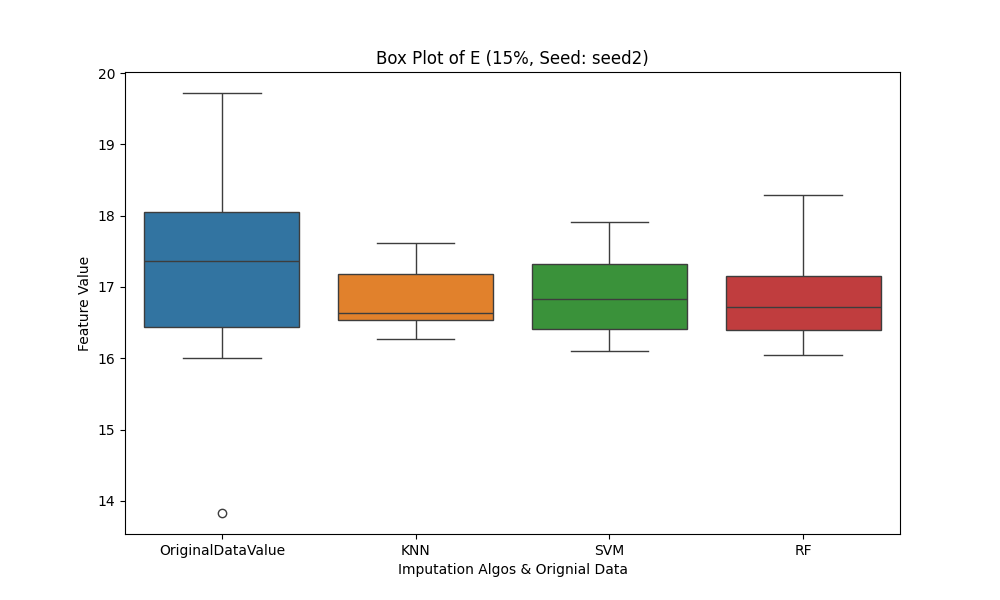 Box Plot of E (15%, Seed: seed2)
20
19
18
17
16
15
14
Feature Value
OriginalDataValue KNN SVM RF
Imputation Algos & Orignial Data